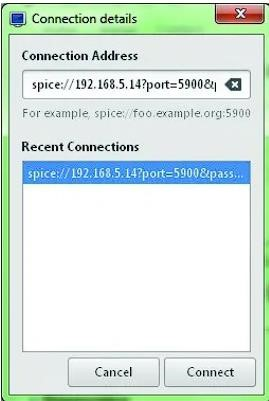 Connection details
Connection Address
spice://192.168.5.14?port=5900&p
For example, spice://foo.example.org:5900
Recent Connections
spice://192.168.5.14?port=5900&pass...
Cancel Connect